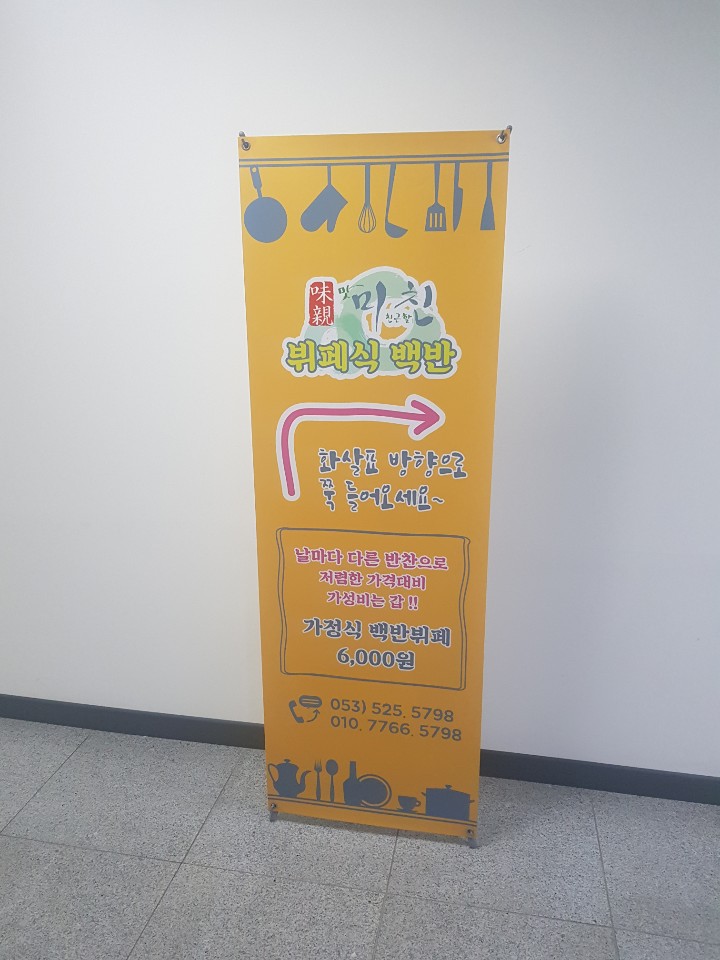 味親
맛
미친
친근함
뷔페식 백반
화살표 방향으로
쭉 들어오세요~
날마다 다른 반찬으로
저렴한 가격대비
가성비는 갑 !!
가정식 백반뷔페
6,000원
053) 525. 5798
010. 7766. 5798